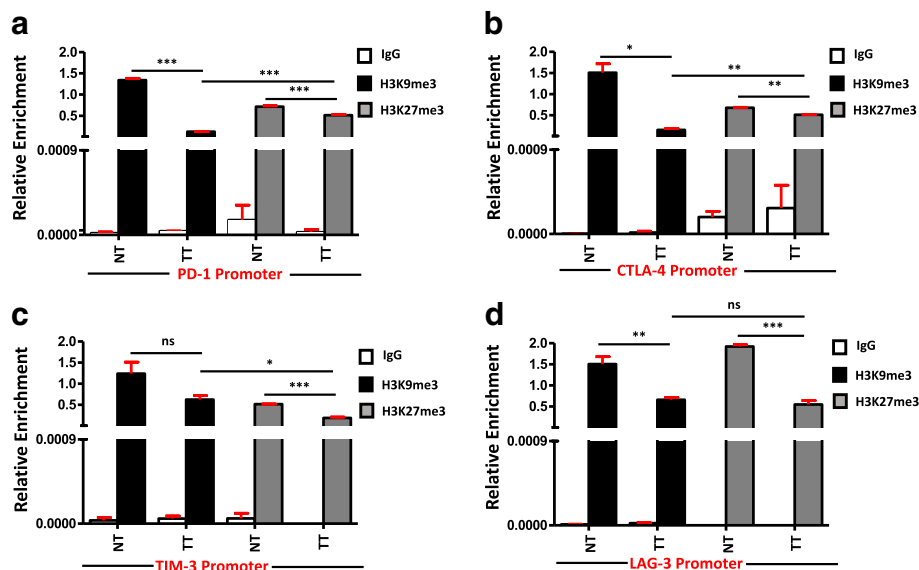 a
Relative Enrichment
2.0
1.5
1.0
0.5
0.0009
0.0000
***
***
***
IgG
H3K9me3
H3K27me3
NT
TT
NT
TT
PD-1 Promoter
b
Relative Enrichment
2.0
1.5
1.0
0.5
0.0009
0.0000
*
**
**
IgG
H3K9me3
H3K27me3
NT
TT
NT
TT
CTLA-4 Promoter
c
Relative Enrichment
2.0
1.5
1.0
0.5
0.0009
0.0000
ns
*
***
IgG
H3K9me3
H3K27me3
NT
TT
NT
TT
TIM-3 Promoter
d
Relative Enrichment
2.0
1.5
1.0
0.5
0.0009
0.0000
**
ns
***
IgG
H3K9me3
H3K27me3
NT
TT
NT
TT
LAG-3 Promoter